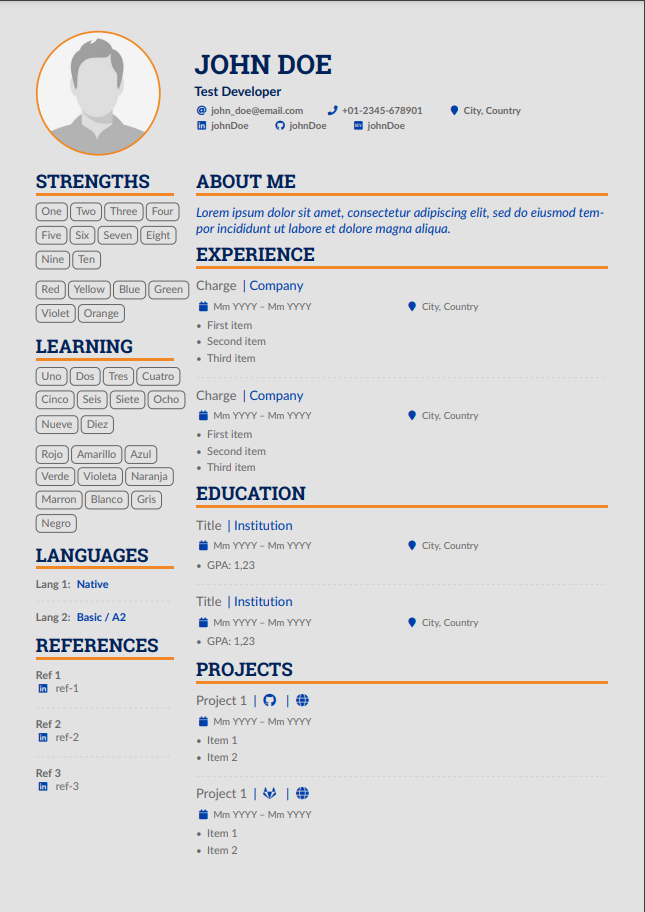 JOHN DOE
Test Developer
john_doe@email.com +01-2345-678901 City, Country
johnDoe johnDoe johnDoe
STRENGTHS
One Two Three Four
Five Six Seven Eight
Nine Ten
Red Yellow Blue Green
Violet Orange
LEARNING
Uno Dos Tres Cuatro
Cinco Seis Siete Ocho
Nueve Diez
Rojo Amarillo Azul
Verde Violeta Naranja
Marron Blanco Gris
Negro
LANGUAGES
Lang 1: Native
Lang 2: Basic / A2
REFERENCES
Ref 1
ref-1
Ref 2
ref-2
Ref 3
ref-3
ABOUT ME
Lorem ipsum dolor sit amet, consectetur adipiscing elit, sed do eiusmod tem-
por incididunt ut labore et dolore magna aliqua.
EXPERIENCE
Charge | Company
Mm YYYY – Mm YYYY City, Country
• First item
• Second item
• Third item
Charge | Company
Mm YYYY – Mm YYYY City, Country
• First item
• Second item
• Third item
EDUCATION
Title | Institution
Mm YYYY – Mm YYYY City, Country
• GPA: 1,23
Title | Institution
Mm YYYY – Mm YYYY City, Country
• GPA: 1,23
PROJECTS
Project 1 | |
Mm YYYY – Mm YYYY
• Item 1
• Item 2
Project 1 | |
Mm YYYY – Mm YYYY
• Item 1
• Item 2